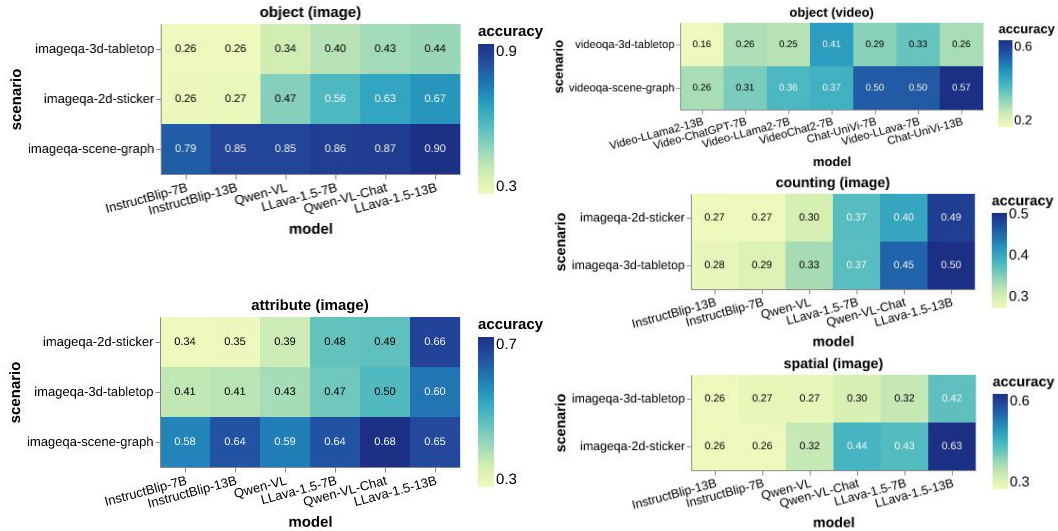 object (image)
accuracy
scenario
imageqa-3d-tabletop 0.26 0.26 0.34 0.40 0.43 0.44
imageqa-2d-sticker 0.26 0.27 0.47 0.56 0.63 0.67
imageqa-scene-graph 0.79 0.85 0.85 0.86 0.87 0.90
0.9
0.3
InstructBlip-7B InstructBlip-13B Qwen-VL LLava-1.5-7B Qwen-VL-Chat LLava-1.5-13B
model
attribute (image)
accuracy
scenario
imageqa-2d-sticker 0.34 0.35 0.39 0.48 0.49 0.66
imageqa-3d-tabletop 0.41 0.41 0.43 0.47 0.50 0.60
imageqa-scene-graph 0.58 0.64 0.59 0.64 0.68 0.65
0.7
0.3
InstructBlip-7B InstructBlip-13B Qwen-VL LLava-1.5-7B Qwen-VL-Chat LLava-1.5-13B
model
object (video)
accuracy
scenario
videoqa-3d-tabletop 0.16 0.26 0.25 0.41 0.29 0.33 0.26
videoqa-scene-graph 0.26 0.31 0.36 0.37 0.50 0.50 0.57
0.6
0.2
Video-LLama2-13B Video-ChatGPT-7B Video-LLama2-7B VideoChat2-7B Chat-UniVi-7B Video-LLava-7B Chat-UniVi-13B
model
counting (image)
accuracy
scenario
imageqa-2d-sticker 0.27 0.27 0.30 0.37 0.40 0.49
imageqa-3d-tabletop 0.28 0.29 0.33 0.37 0.45 0.50
0.5
0.4
0.3
InstructBlip-13B InstructBlip-7B Qwen-VL LLava-1.5-7B Qwen-VL-Chat LLava-1.5-13B
model
spatial (image)
accuracy
scenario
imageqa-3d-tabletop 0.26 0.27 0.27 0.30 0.32 0.42
imageqa-2d-sticker 0.26 0.26 0.32 0.44 0.43 0.63
0.6
0.3
InstructBlip-13B InstructBlip-7B Qwen-VL Qwen-VL-Chat LLava-1.5-7B LLava-1.5-13B
model